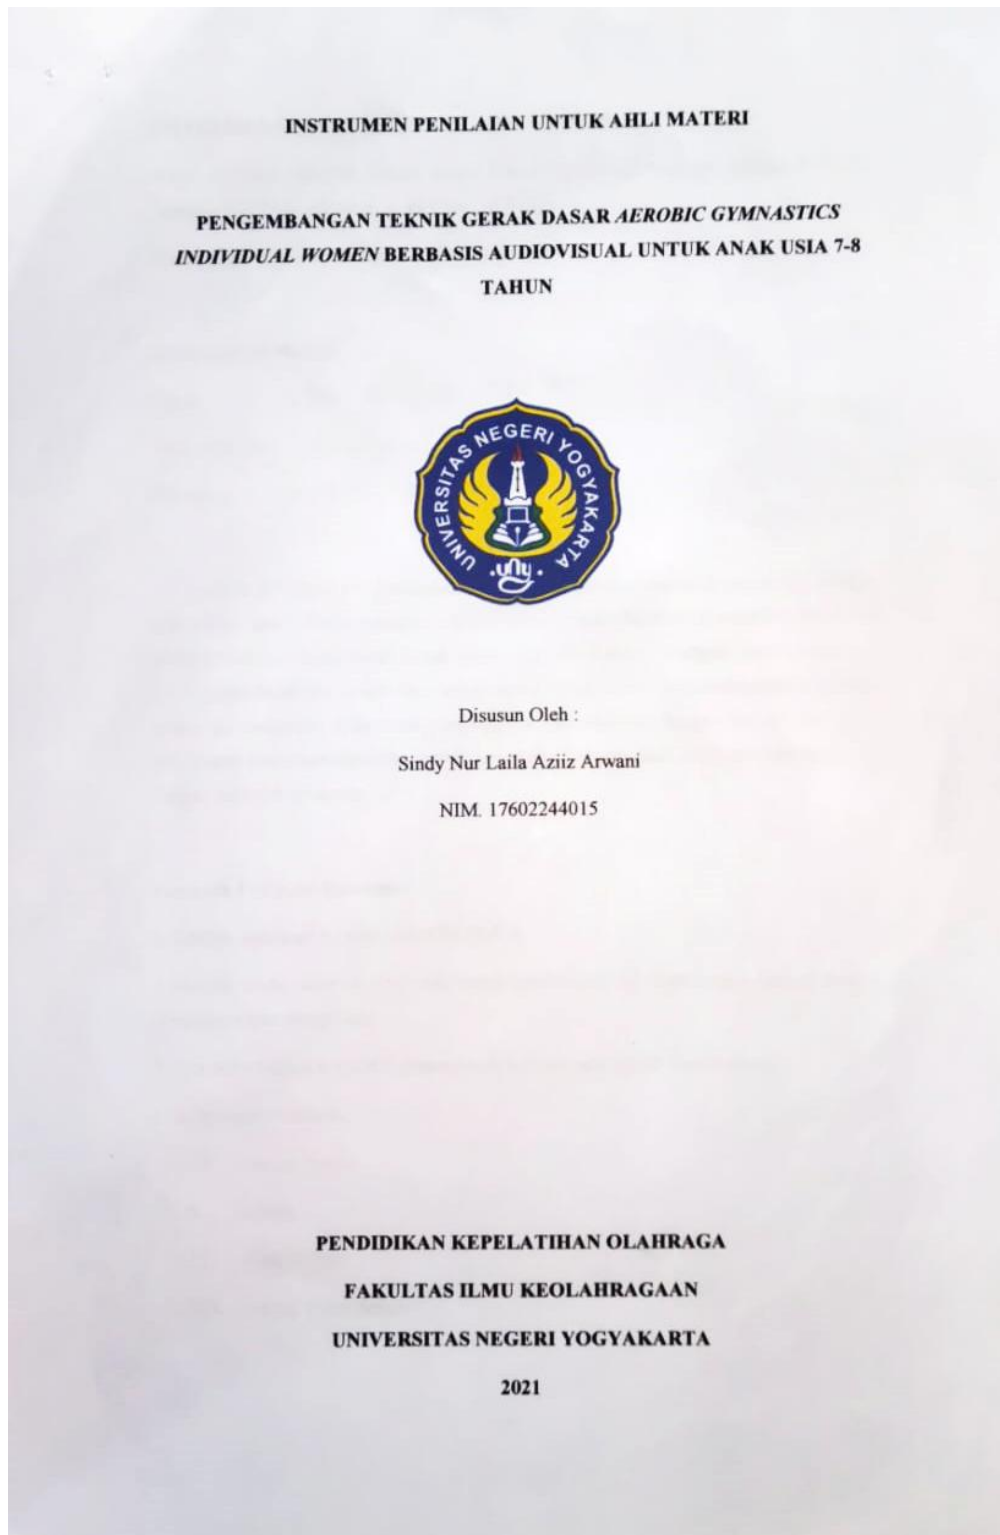 INSTRUMEN PENILAIAN UNTUK AHLI MATERI
PENGEMBANGAN TEKNIK GERAK DASAR AEROBIC GYMNASTICS
INDIVIDUAL WOMEN BERBASIS AUDIOVISUAL UNTUK ANAK USIA 7-8
TAHUN
UNIVERSITAS NEGERI YOGYAKARTA
uny
Disusun Oleh :
Sindy Nur Laila Aziiz Arwani
NIM. 17602244015
PENDIDIKAN KEPELATIHAN OLAHRAGA
FAKULTAS ILMU KEOLAHRAGAAN
UNIVERSITAS NEGERI YOGYAKARTA
2021